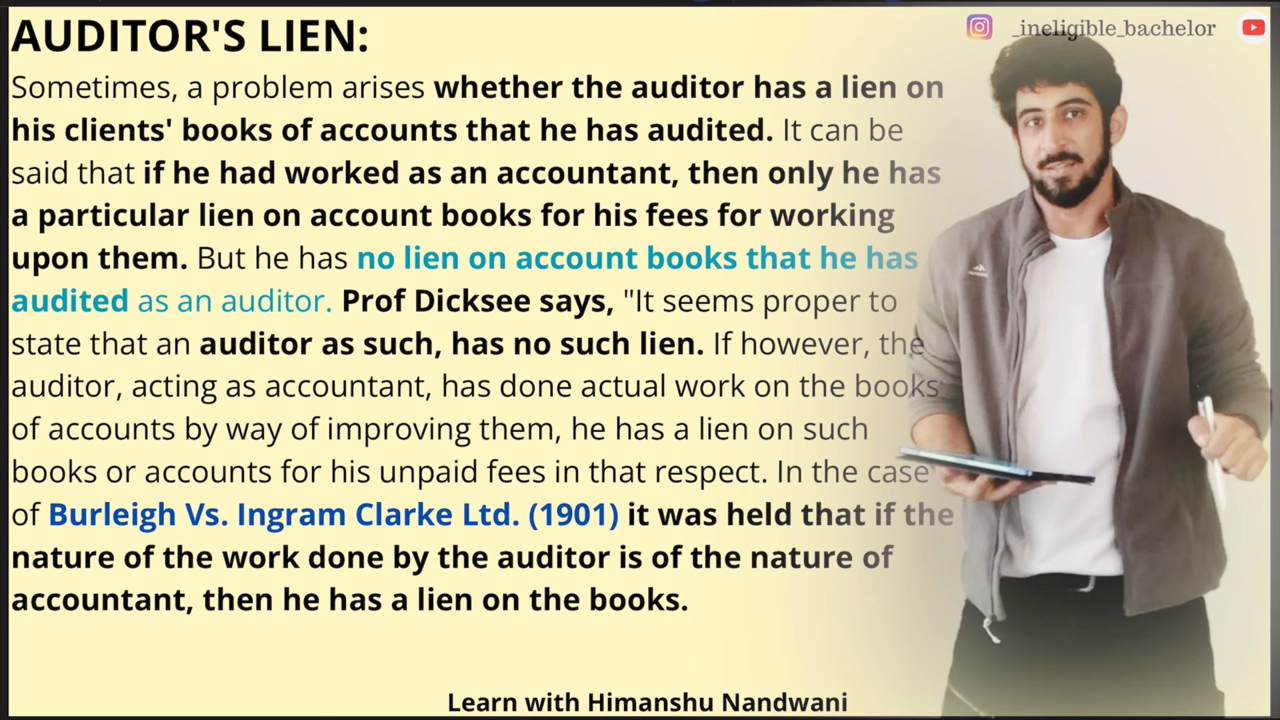 AUDITOR'S LIEN:
_ineligible_bachelor
Sometimes, a problem arises whether the auditor has a lien on
his clients' books of accounts that he has audited. It can be
said that if he had worked as an accountant, then only he has
a particular lien on account books for his fees for working
upon them. But he has no lien on account books that he has
audited as an auditor. Prof Dicksee says, "It seems proper to
state that an auditor as such, has no such lien. If however, the
auditor, acting as accountant, has done actual work on the books
of accounts by way of improving them, he has a lien on such
books or accounts for his unpaid fees in that respect. In the case
of Burleigh Vs. Ingram Clarke Ltd. (1901) it was held that if the
nature of the work done by the auditor is of the nature of
accountant, then he has a lien on the books.
Learn with Himanshu Nandwani